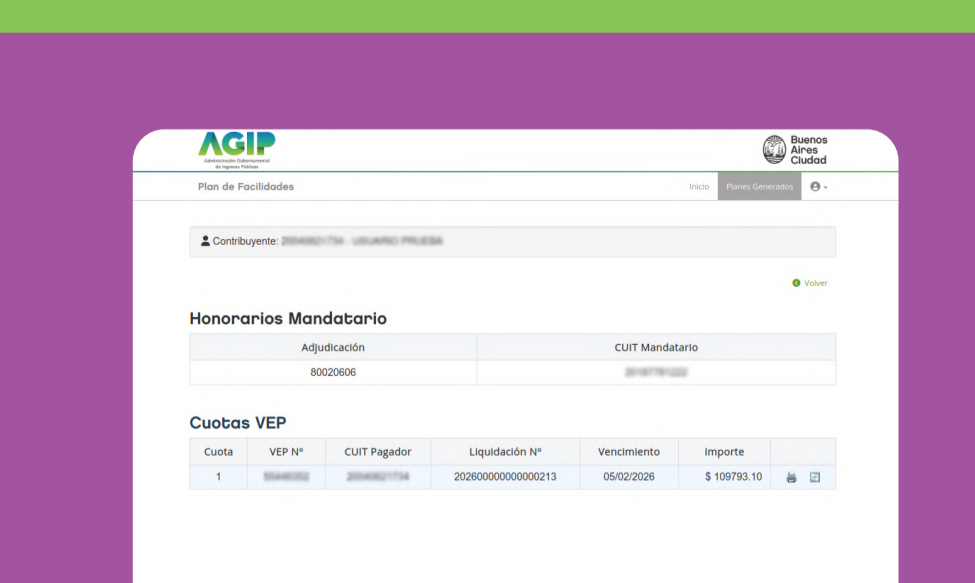 AGIP
Administración Gubernamental
de Ingresos Públicos
Buenos
Aires
Ciudad
Plan de Facilidades
Inicio
Planes Generados
Contribuyente:
Volver
Honorarios Mandatario
Adjudicación CUIT Mandatario
80020606
Cuotas VEP
Cuota VEP Nº CUIT Pagador Liquidación Nº Vencimiento Importe
1 202600000000000213 05/02/2026 $ 109793.10